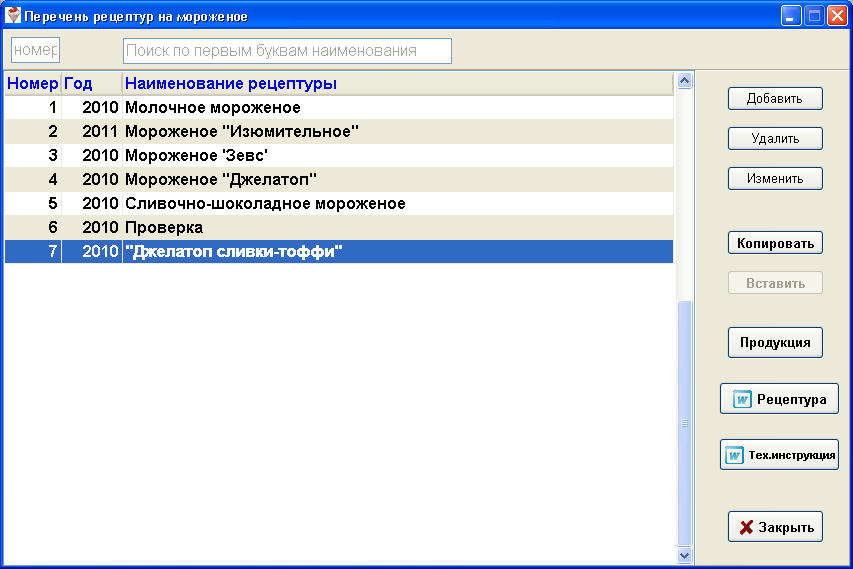 Перечень рецептур на мороженое
номер Поиск по первым буквам наименования
Номер Год Наименование рецептуры
1 2010 Молочное мороженое
2 2011 Мороженое "Изюмительное"
3 2010 Мороженое 'Зевс'
4 2010 Мороженое "Джелатоп"
5 2010 Сливочно-шоколадное мороженое
6 2010 Проверка
7 2010 "Джелатоп сливки-тоффи"
Добавить
Удалить
Изменить
Копировать
Вставить
Продукция
W Рецептура
W Тех.инструкция
Закрыть